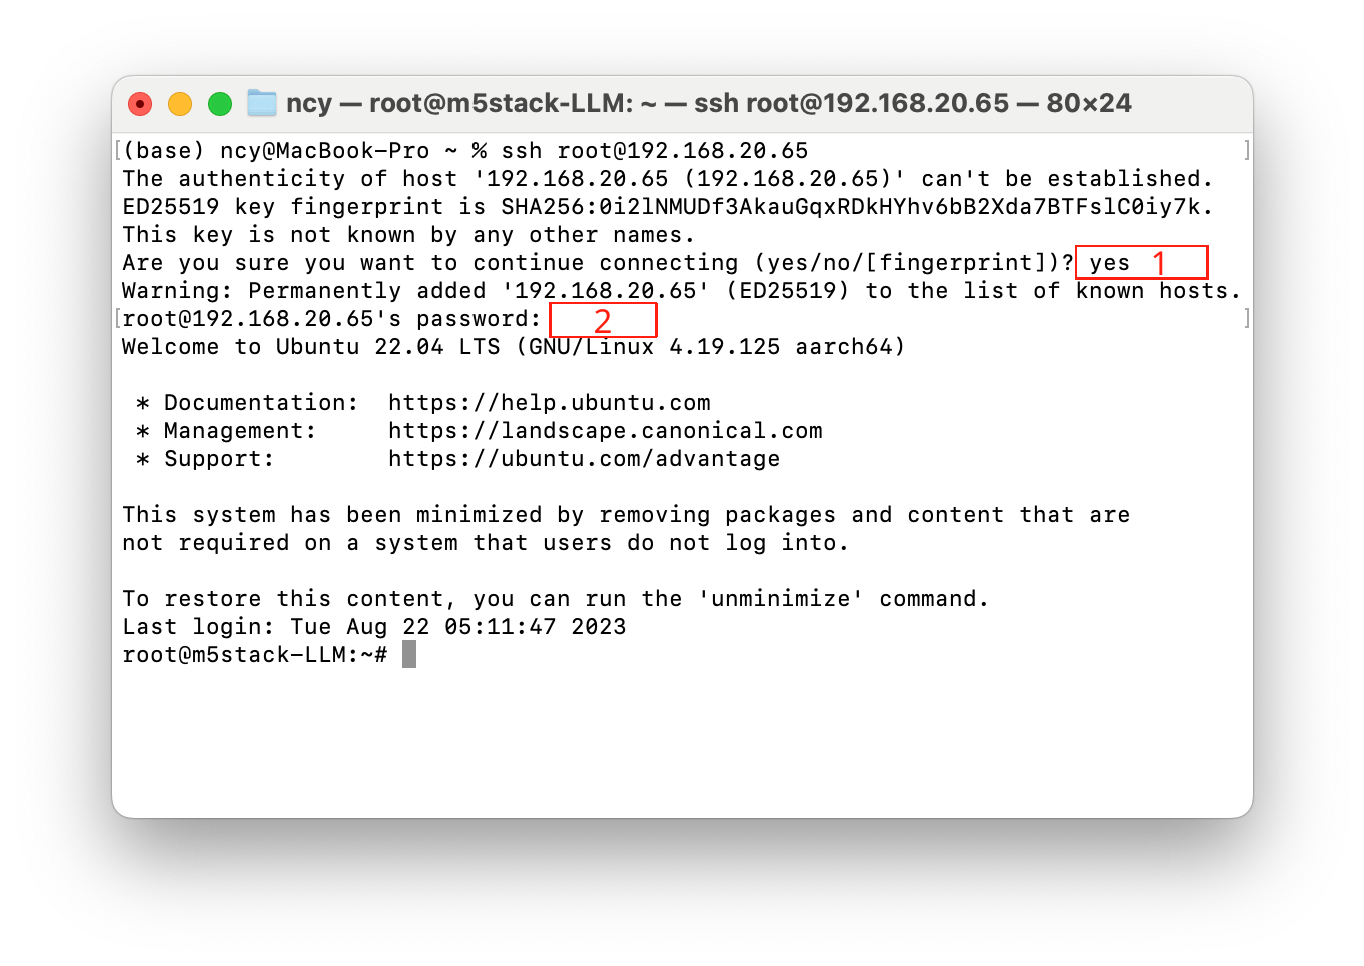 ncy — root@m5stack-LLM: ~ — ssh root@192.168.20.65 — 80×24
[(base) ncy@MacBook-Pro ~ % ssh root@192.168.20.65 ]
The authenticity of host '192.168.20.65 (192.168.20.65)' can't be established.
ED25519 key fingerprint is SHA256:0i2lNMUDf3AkauGqxRDkHYhv6bB2Xda7BTFslC0iy7k.
This key is not known by any other names.
Are you sure you want to continue connecting (yes/no/[fingerprint])? yes 1
Warning: Permanently added '192.168.20.65' (ED25519) to the list of known hosts.
[root@192.168.20.65's password: 2 ]
Welcome to Ubuntu 22.04 LTS (GNU/Linux 4.19.125 aarch64)
* Documentation: https://help.ubuntu.com
* Management: https://landscape.canonical.com
* Support: https://ubuntu.com/advantage
This system has been minimized by removing packages and content that are
not required on a system that users do not log into.
To restore this content, you can run the 'unminimize' command.
Last login: Tue Aug 22 05:11:47 2023
root@m5stack-LLM:~#